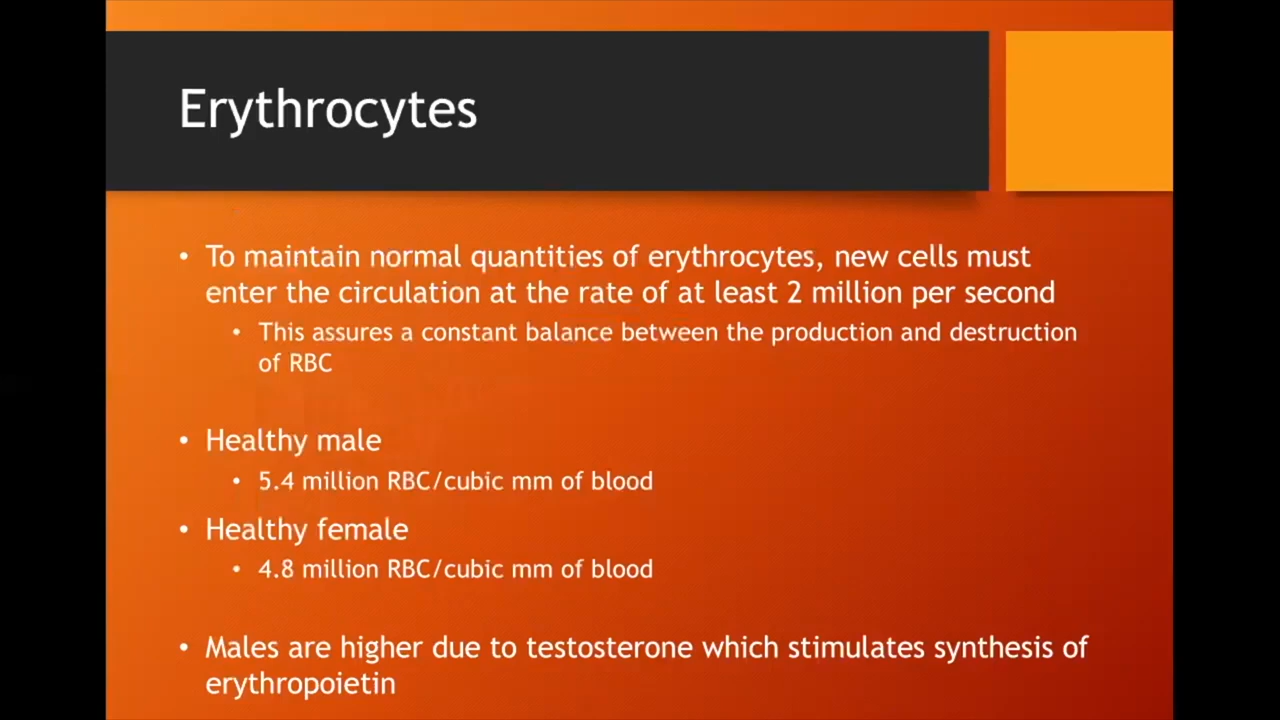 Erythrocytes
• To maintain normal quantities of erythrocytes, new cells must
enter the circulation at the rate of at least 2 million per second
• This assures a constant balance between the production and destruction
of RBC
• Healthy male
• 5.4 million RBC/cubic mm of blood
• Healthy female
• 4.8 million RBC/cubic mm of blood
• Males are higher due to testosterone which stimulates synthesis of
erythropoietin